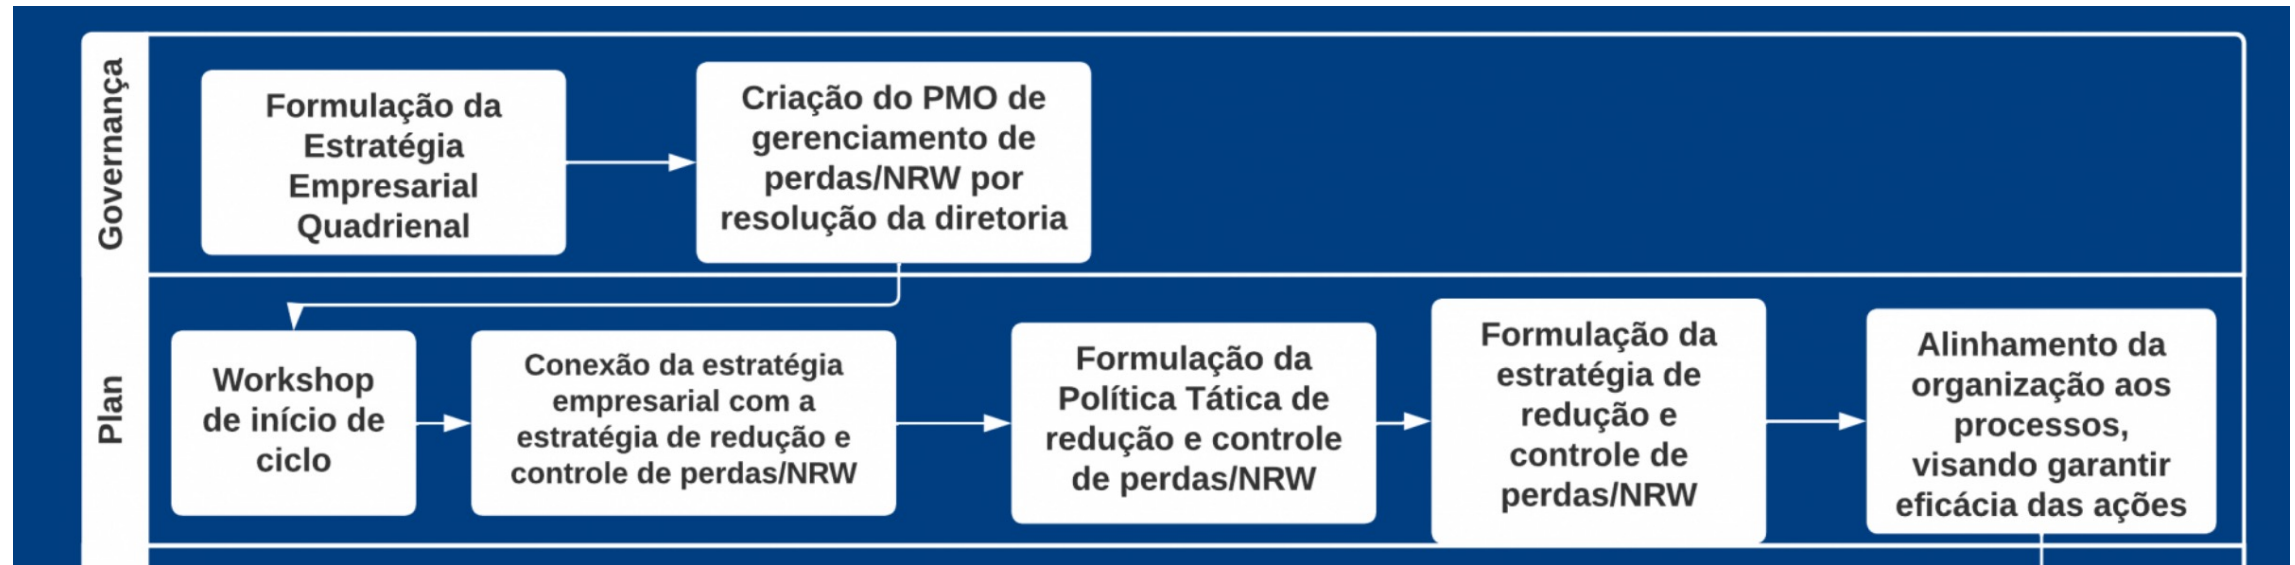 Governança
Formulação da
Estratégia
Empresarial
Quadrienal
Criação do PMO de
gerenciamento de
perdas/NRW por
resolução da diretoria
Plan
Workshop
de início de
ciclo
Conexão da estratégia
empresarial com a
estratégia de redução e
controle de perdas/NRW
Formulação da
Política Tática de
redução e controle
de perdas/NRW
Formulação da
estratégia de
redução e
controle de
perdas/NRW
Alinhamento da
organização aos
processos,
visando garantir
eficácia das ações